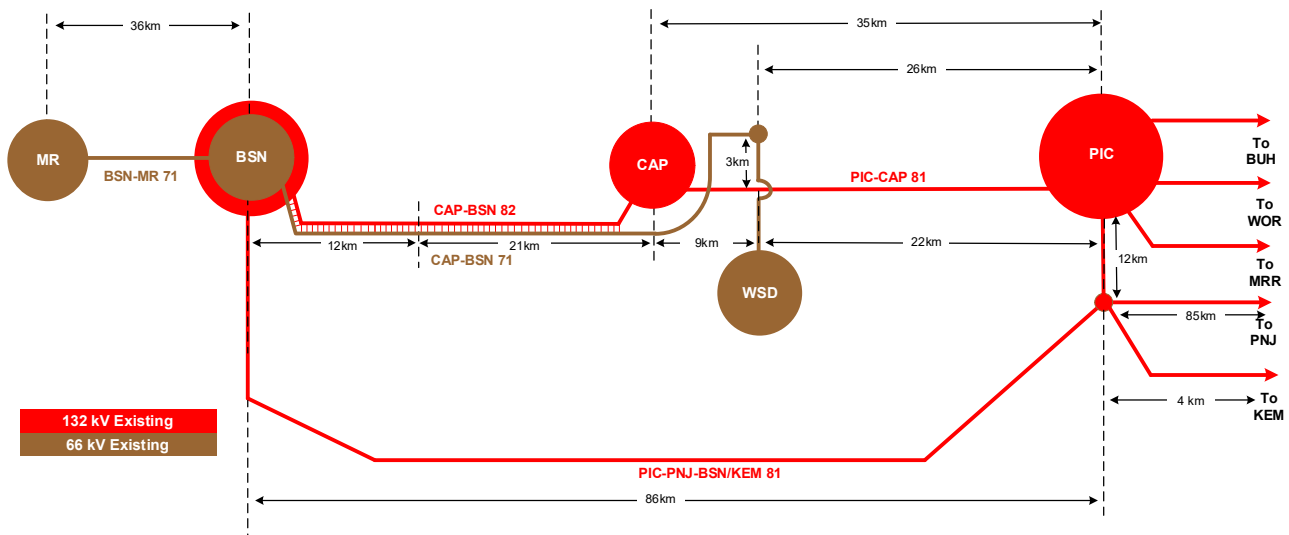 36km
35km
26km
MR
BSN
CAP
PIC
BSN-MR 71
3km
PIC-CAP 81
To
BUH
To
WOR
CAP-BSN 82
12km
21km
9km
22km
12km
CAP-BSN 71
WSD
To
MRR
85km
To
PNJ
4 km
To
KEM
132 kV Existing
66 kV Existing
PIC-PNJ-BSN/KEM 81
86km